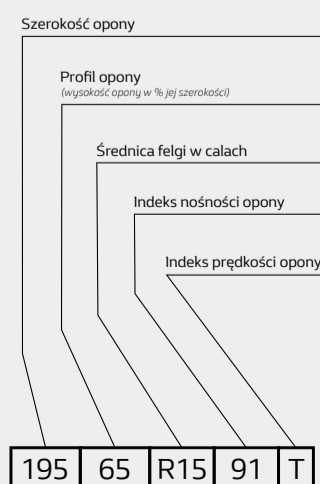 Szerokość opony
Profil opony
(wysokość opony w % jej szerokości)
Średnica felgi w calach
Indeks nośności opony
Indeks prędkości opony
195 65 R15 91 T